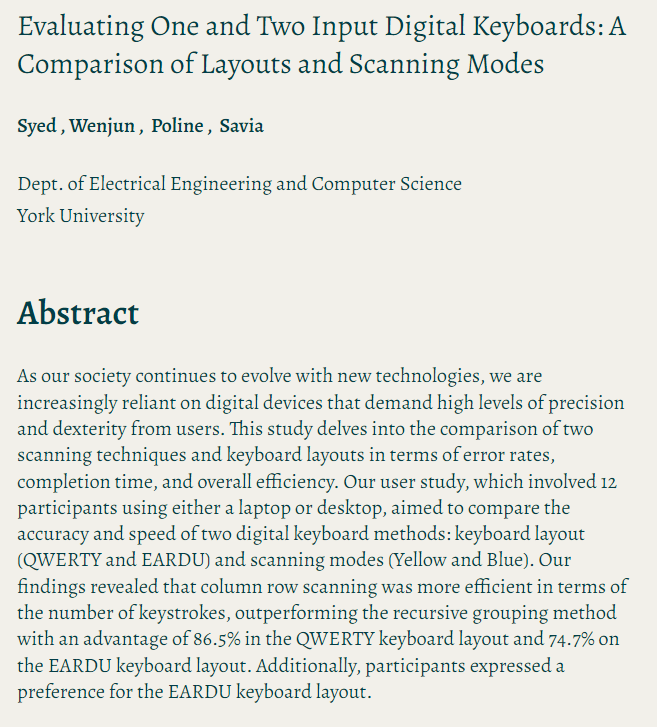 Evaluating One and Two Input Digital Keyboards: A
Comparison of Layouts and Scanning Modes
Syed , Wenjun , Poline , Savia
Dept. of Electrical Engineering and Computer Science
York University
Abstract
As our society continues to evolve with new technologies, we are
increasingly reliant on digital devices that demand high levels of precision
and dexterity from users. This study delves into the comparison of two
scanning techniques and keyboard layouts in terms of error rates,
completion time, and overall efficiency. Our user study, which involved 12
participants using either a laptop or desktop, aimed to compare the
accuracy and speed of two digital keyboard methods: keyboard layout
(QWERTY and EARDU) and scanning modes (Yellow and Blue). Our
findings revealed that column row scanning was more efficient in terms of
the number of keystrokes, outperforming the recursive grouping method
with an advantage of 86.5% in the QWERTY keyboard layout and 74.7% on
the EARDU keyboard layout. Additionally, participants expressed a
preference for the EARDU keyboard layout.